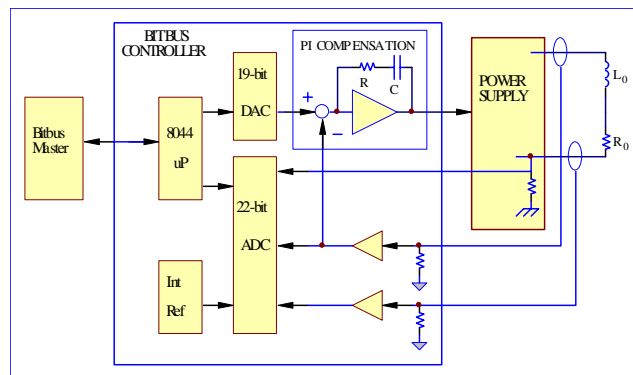 BITBUS
CONTROLLER
PI COMPENSATION
R
C
19-bit
DAC
+
−
POWER
SUPPLY
L0
R0
Bitbus
Master
8044
uP
22-bit
ADC
Int
Ref